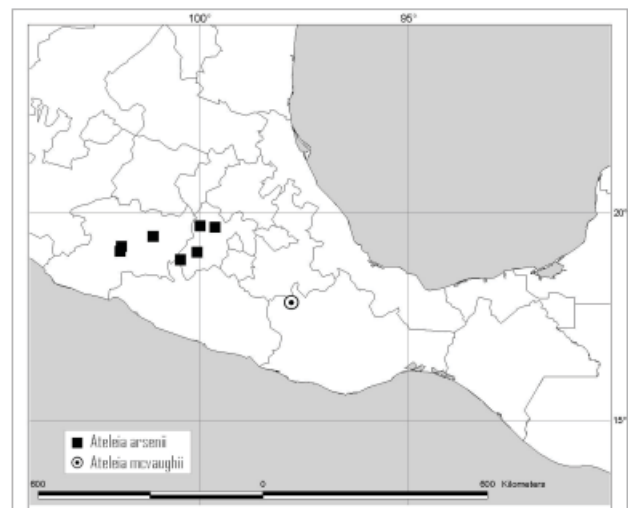 100° 95°
20°
15°
Ateleia arsenii
Ateleia mcvaughii
600 0 600 Kilometers